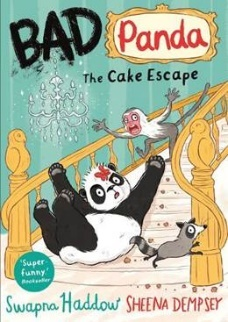 BAD
Panda
The Cake Escape
'Super-
funny.'
Bookseller
Swapna Haddow
SHEENA DEMPSEY